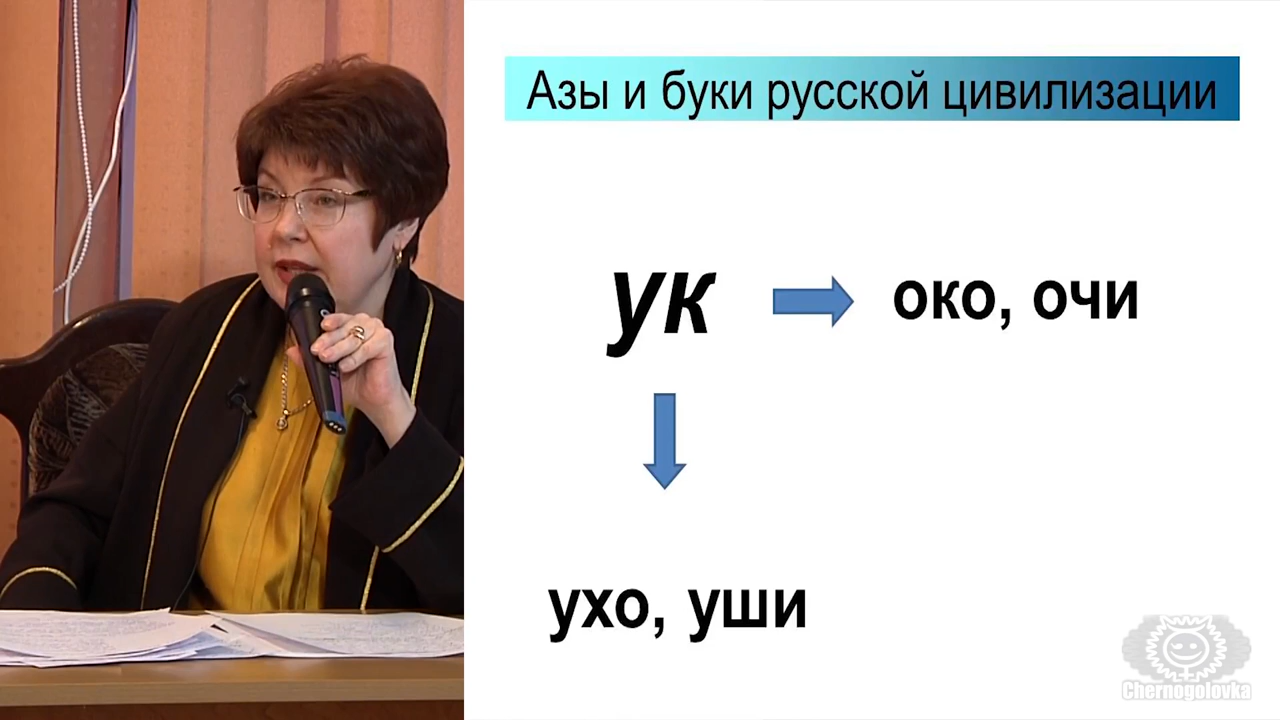 Азы и буки русской цивилизации
ук
око, очи
ухо, уши
Chernogolovka